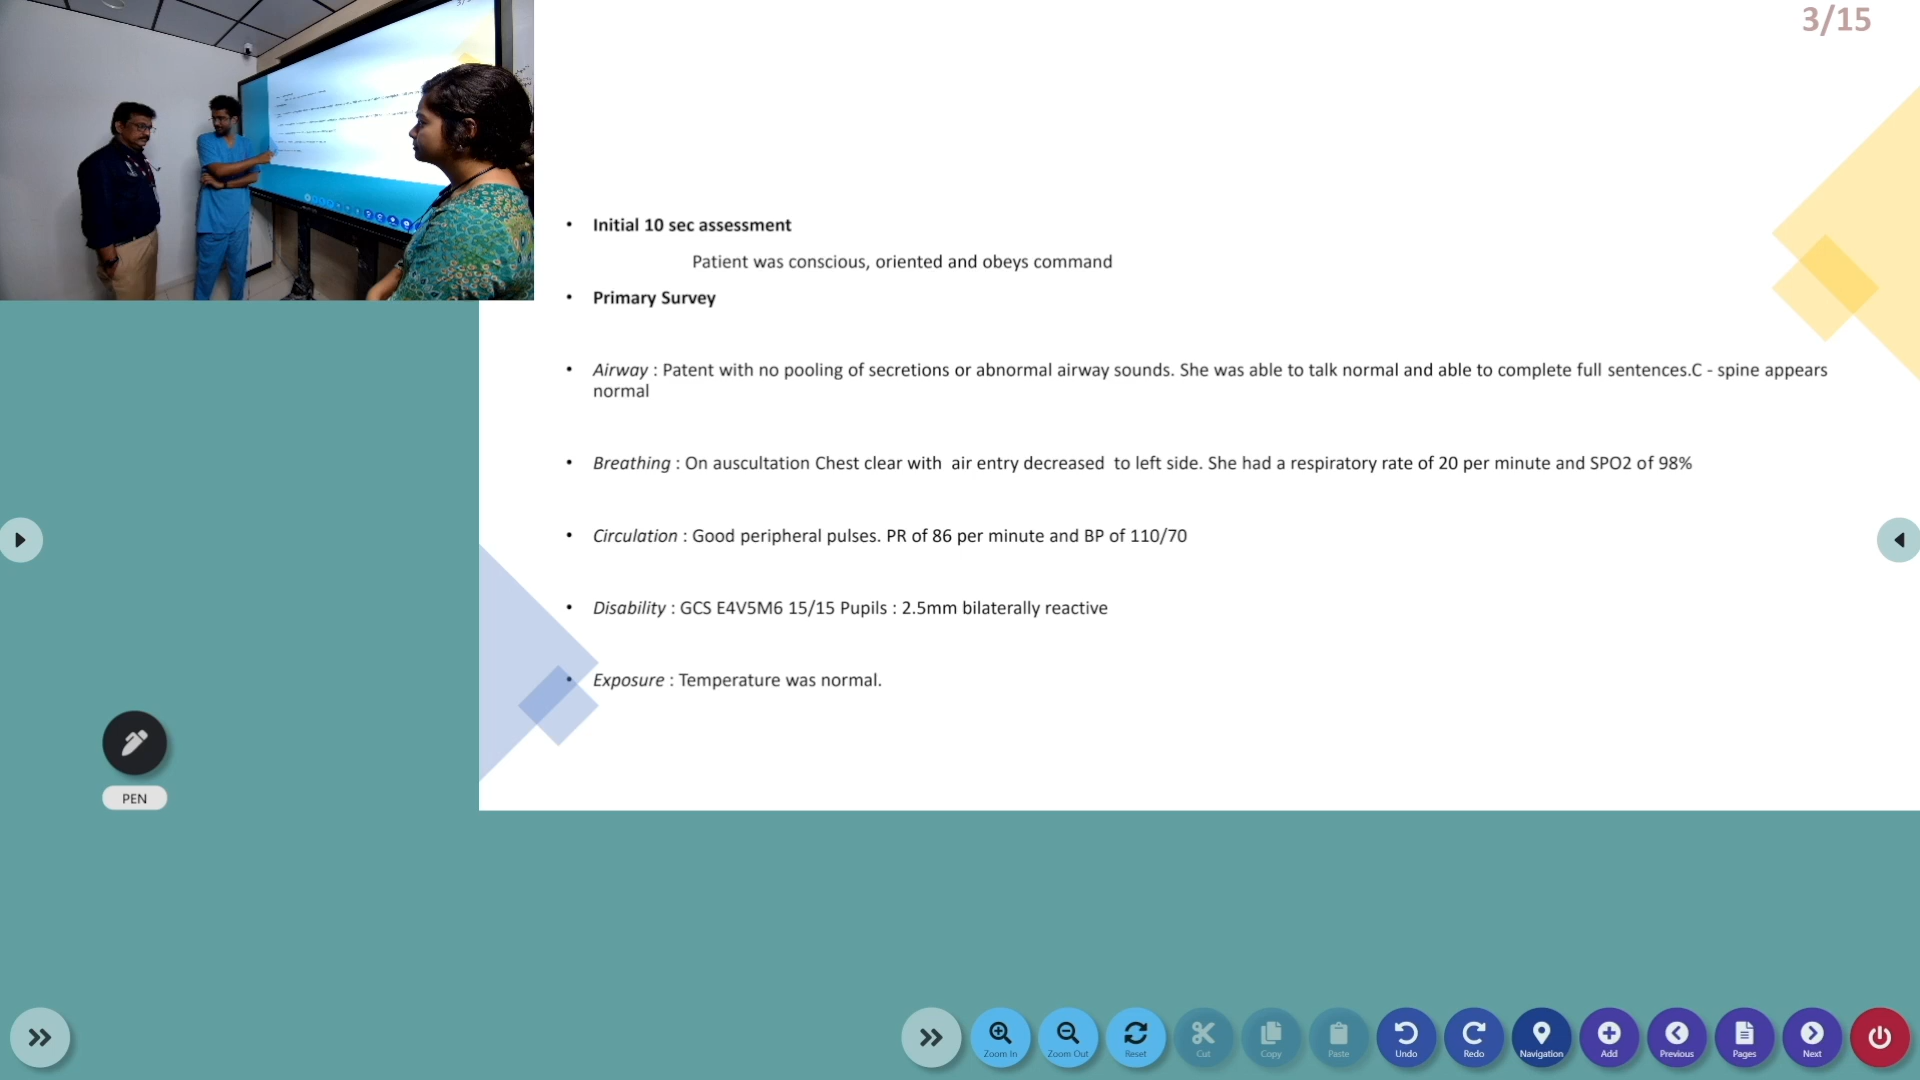 3/15
• Initial 10 sec assessment
Patient was conscious, oriented and obeys command
• Primary Survey
• Airway : Patent with no pooling of secretions or abnormal airway sounds. She was able to talk normal and able to complete full sentences.C - spine appears
normal
• Breathing : On auscultation Chest clear with  air entry decreased  to left side. She had a respiratory rate of 20 per minute and SPO2 of 98%
• Circulation : Good peripheral pulses. PR of 86 per minute and BP of 110/70
• Disability : GCS E4V5M6 15/15 Pupils : 2.5mm bilaterally reactive
• Exposure : Temperature was normal.
PEN
Zoom In Zoom Out Reset Cut Copy Paste Undo Redo Navigation Add Previous Pages Next